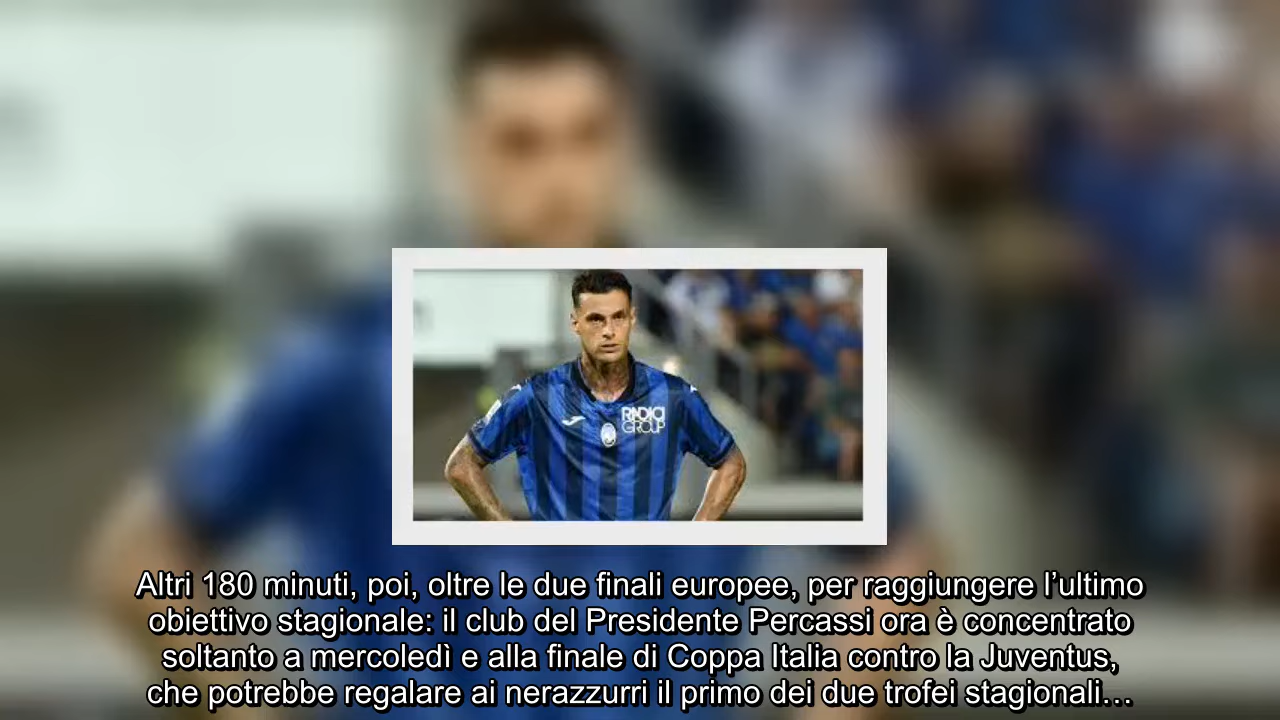 RADICI
GROUP
Altri 180 minuti, poi, oltre le due finali europee, per raggiungere l’ultimo
obiettivo stagionale: il club del Presidente Percassi ora è concentrato
soltanto a mercoledì e alla finale di Coppa Italia contro la Juventus,
che potrebbe regalare ai nerazzurri il primo dei due trofei stagionali…